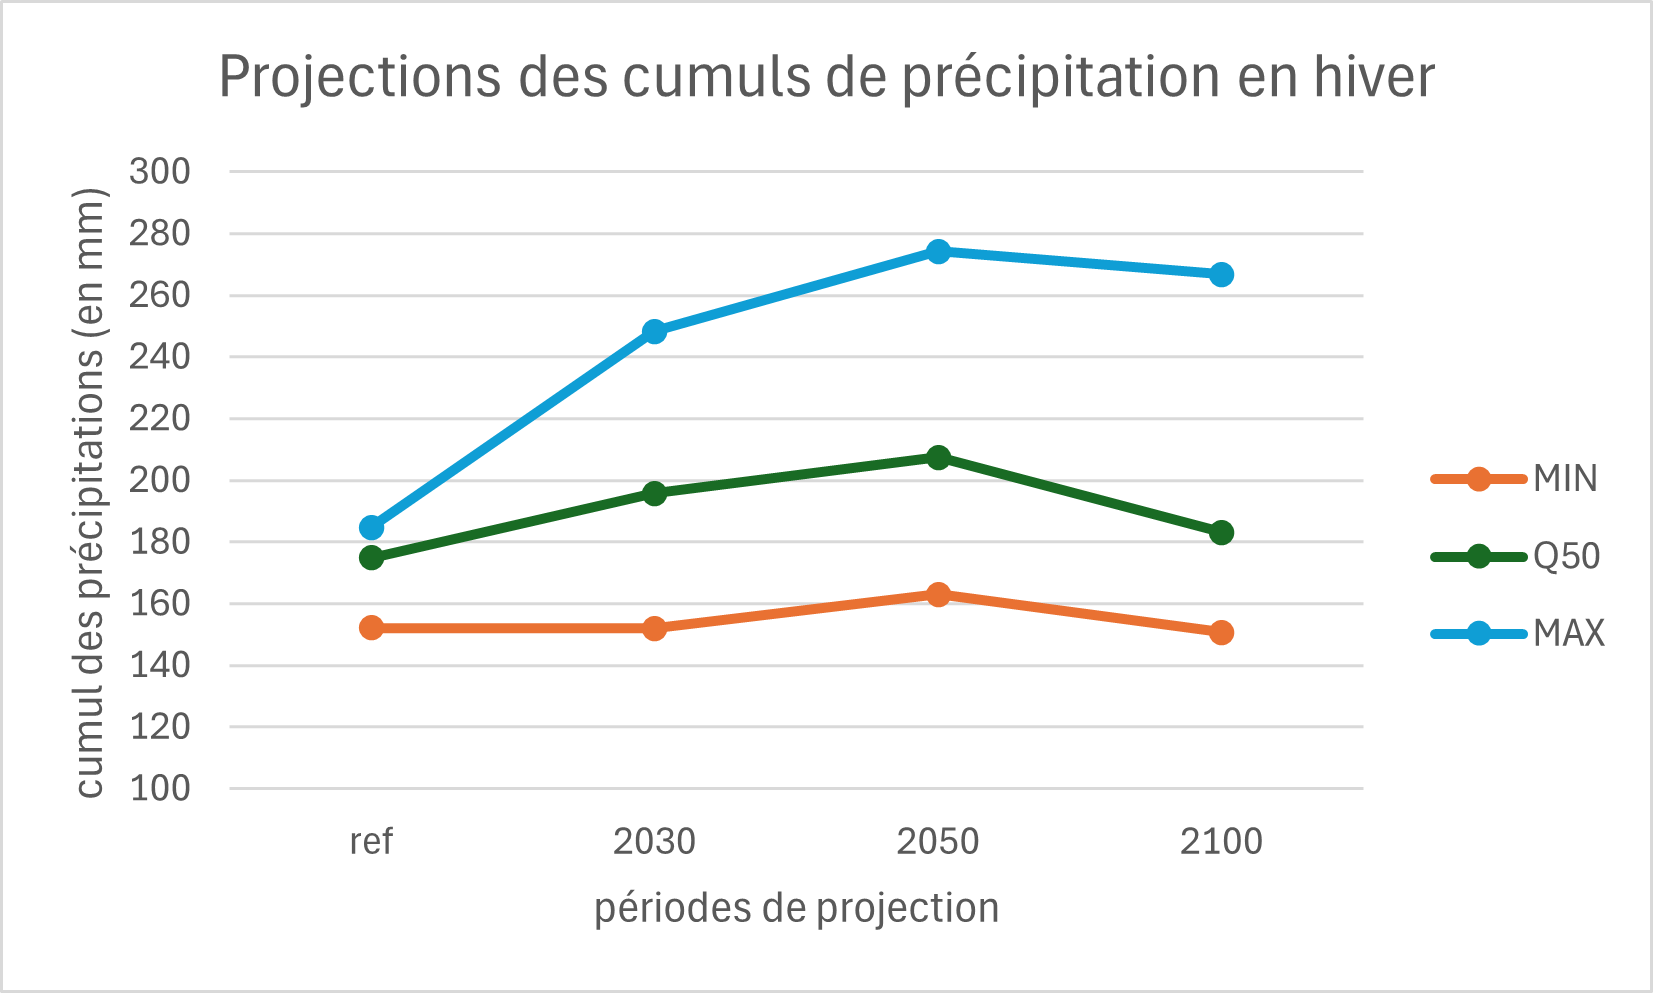 Projections des cumuls de précipitation en hiver
cumul des précipitations (en mm)
300
280
260
240
220
200
180
160
140
120
100
ref 2030 2050 2100
périodes de projection
MIN
Q50
MAX